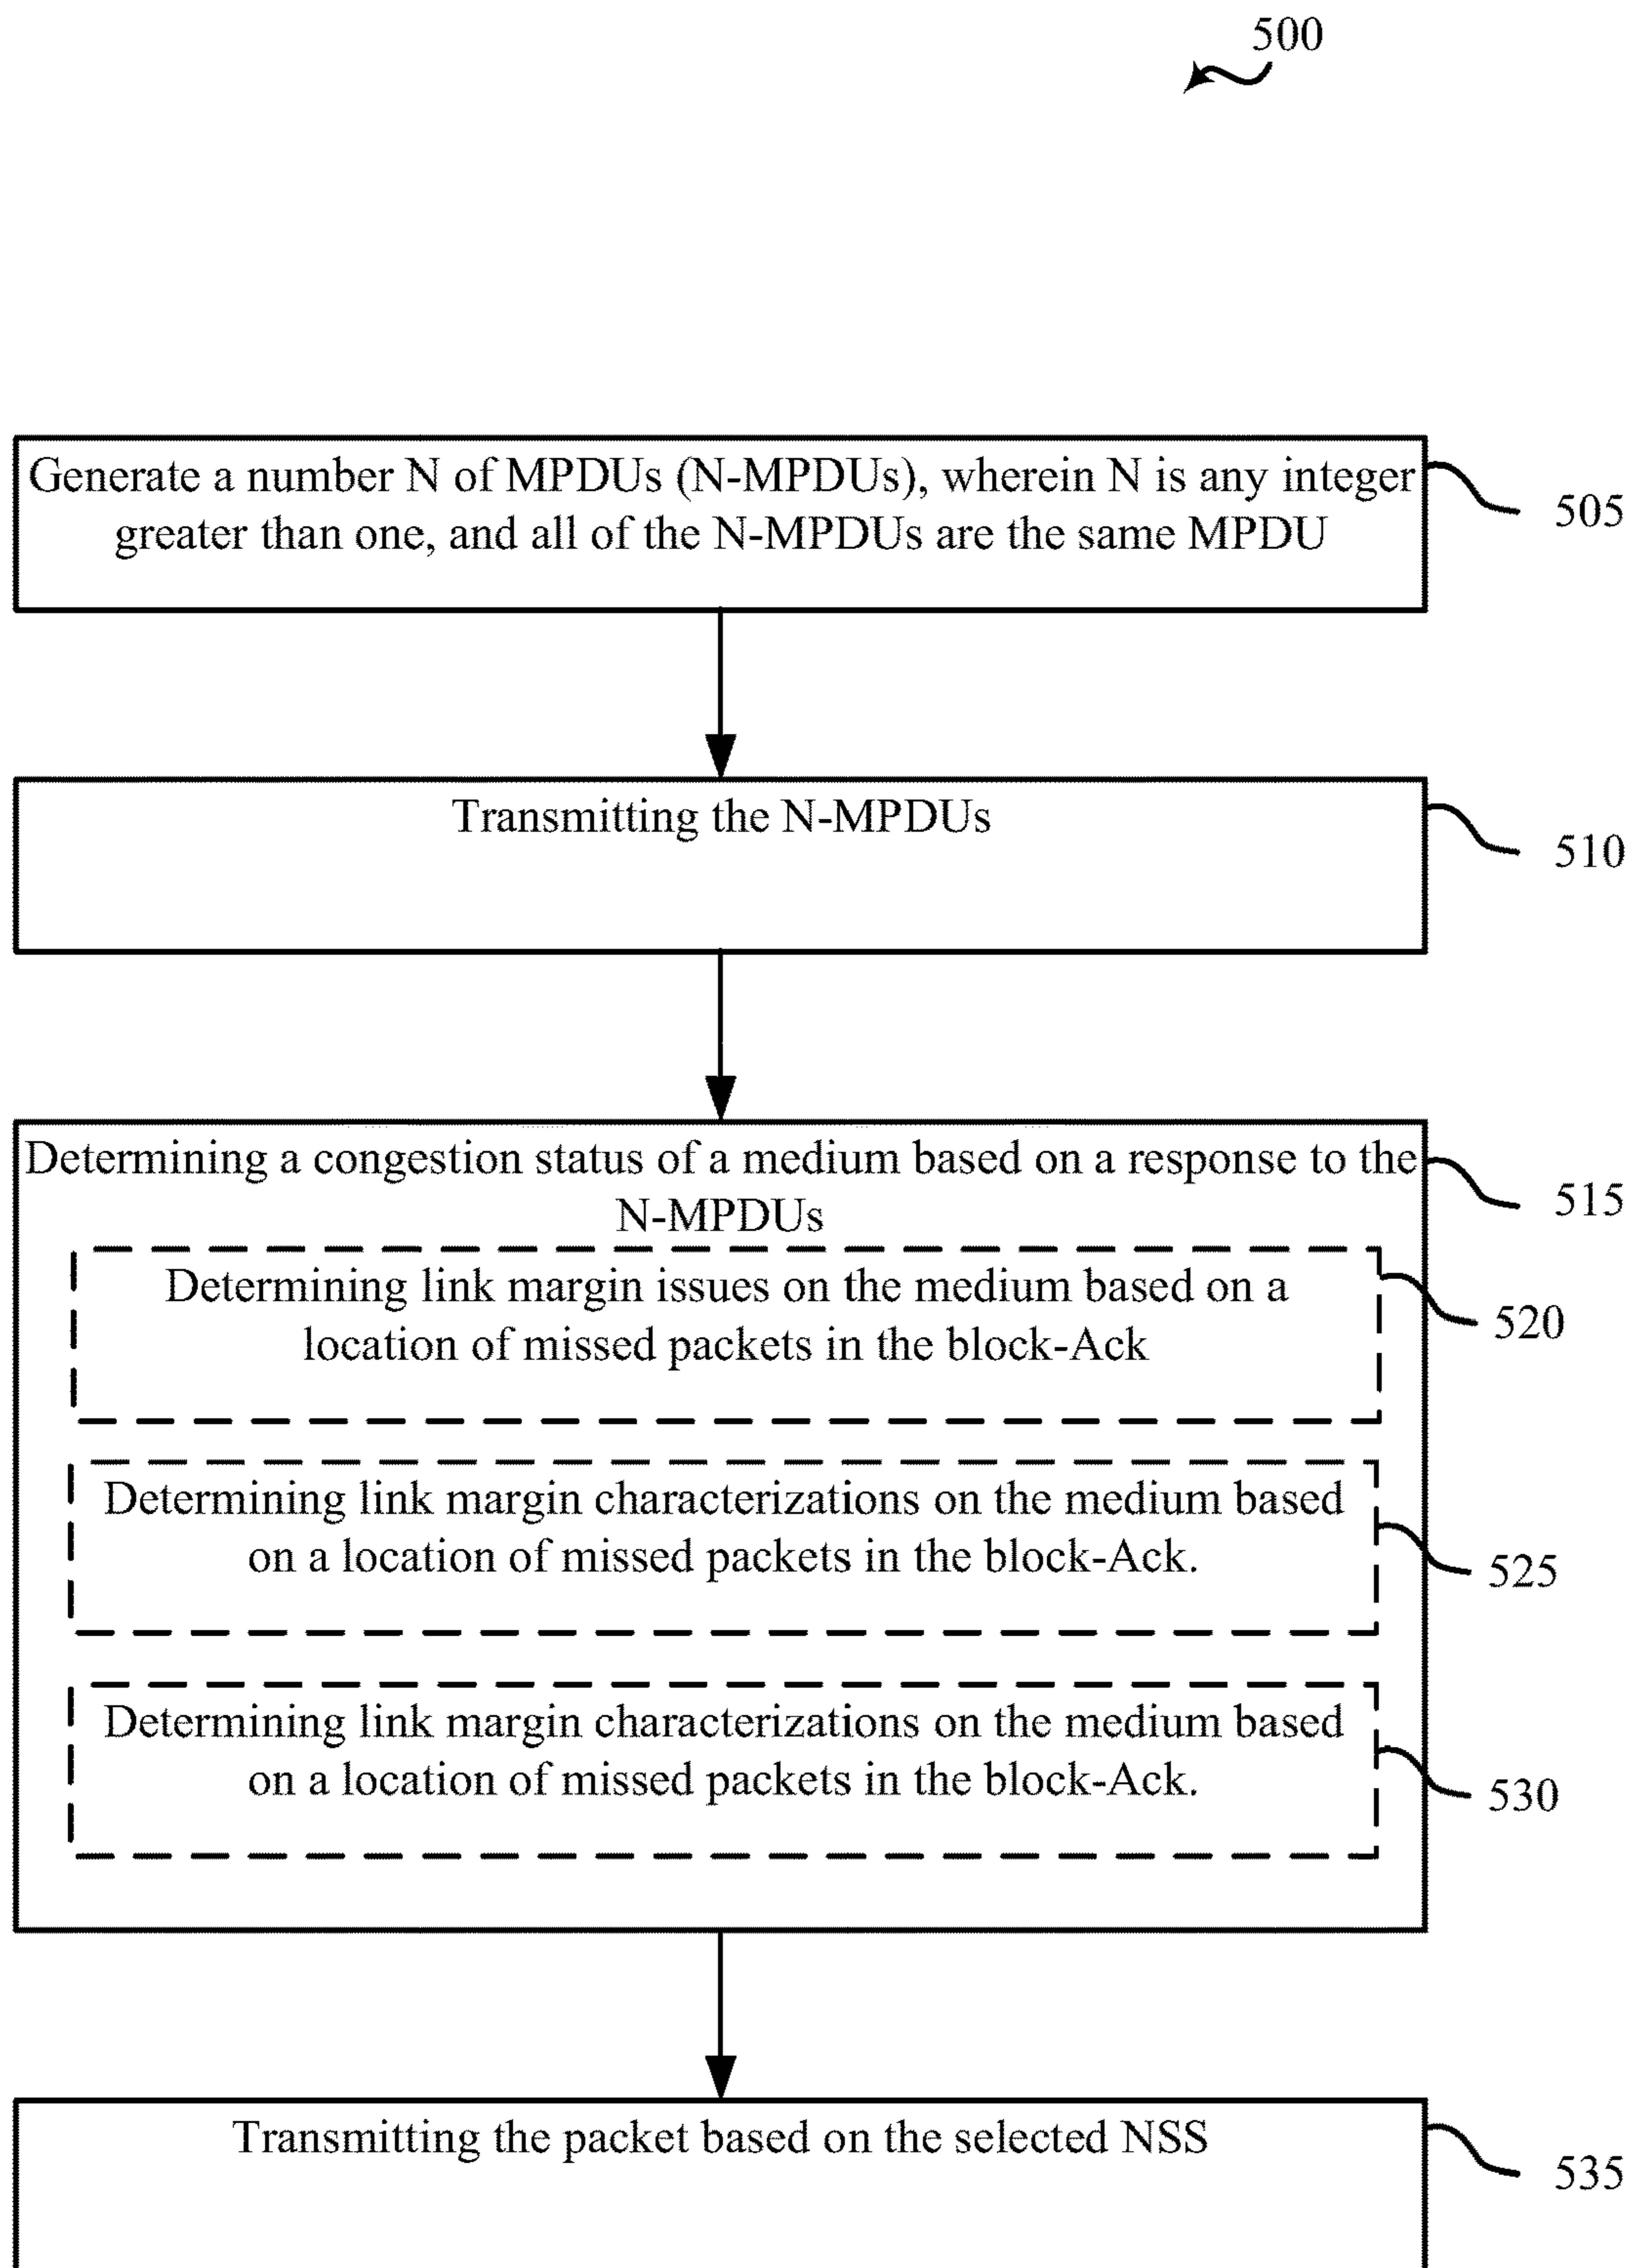 500
Generate a number N of MPDUs (N-MPDUs), wherein N is any integer
greater than one, and all of the N-MPDUs are the same MPDU
505
Transmitting the N-MPDUs
510
Determining a congestion status of a medium based on a response to the
N-MPDUs
515
Determining link margin issues on the medium based on a
location of missed packets in the block-Ack
520
Determining link margin characterizations on the medium based
on a location of missed packets in the block-Ack.
525
Determining link margin characterizations on the medium based
on a location of missed packets in the block-Ack.
530
Transmitting the packet based on the selected NSS
535